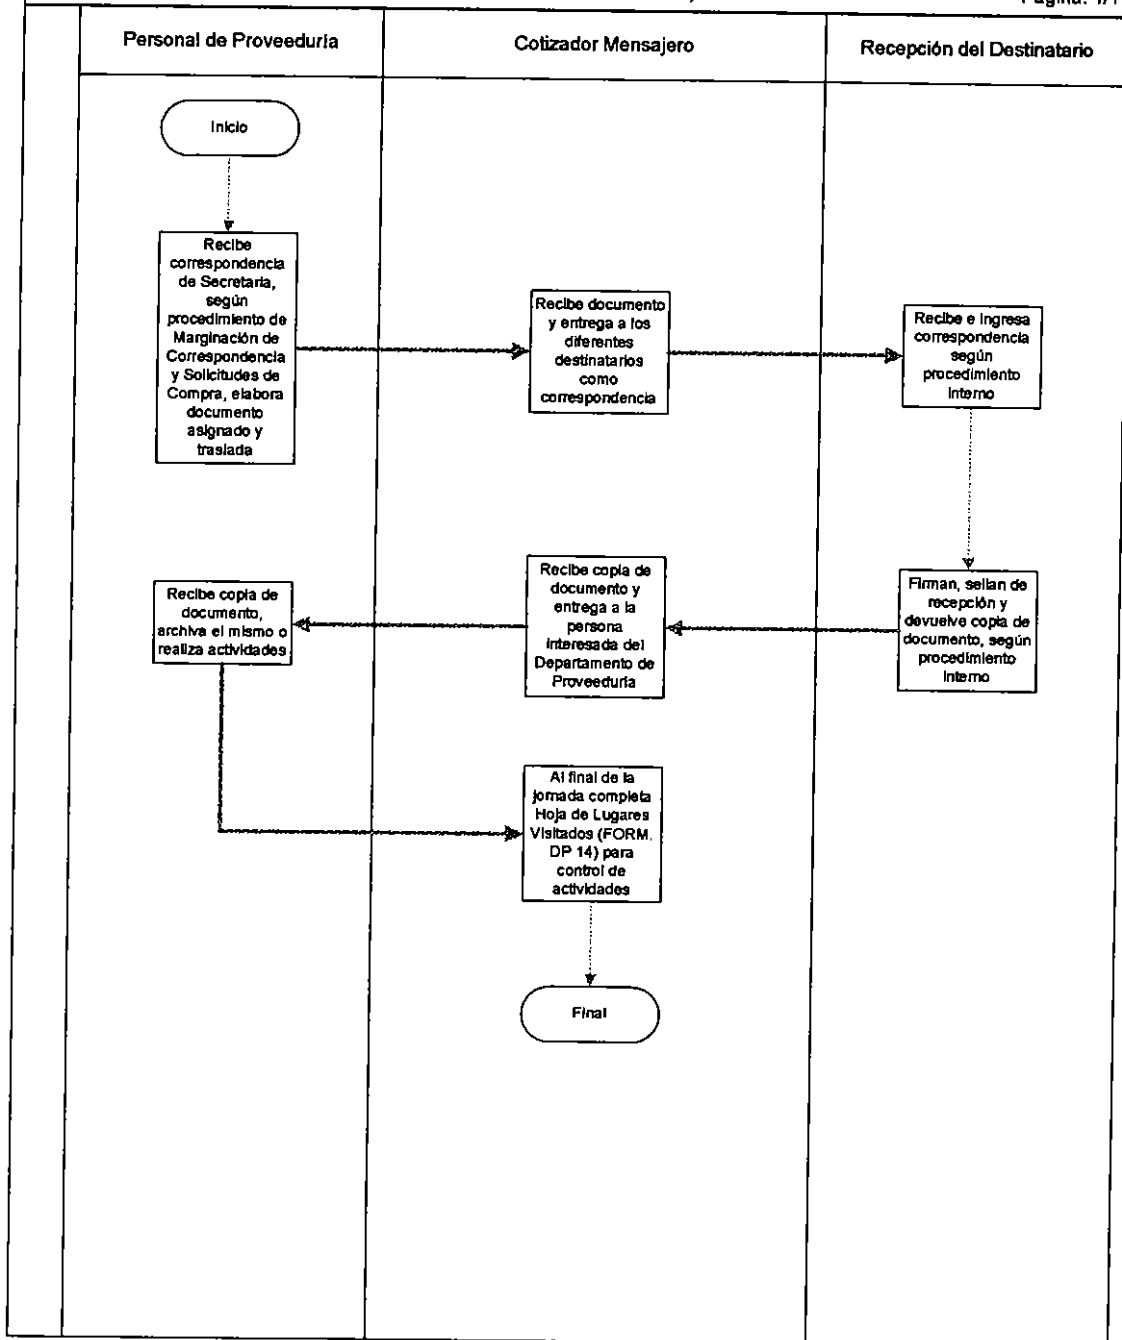 Página: 1/1
Personal de Proveeduría
Cotizador Mensajero
Recepción del Destinatario
Inicio
Recibe
correspondencia
de Secretaria,
según
procedimiento de
Marginación de
Correspondencia
y Solicitudes de
Compra, elabora
documento
asignado y
traslada
Recibe documento
y entrega a los
diferentes
destinatarios
como
correspondencia
Recibe e ingresa
correspondencia
según
procedimiento
interno
Firman, sellan de
recepción y
devuelve copia de
documento, según
procedimiento
interno
Recibe copia de
documento y
entrega a la
persona
interesada del
Departamento de
Proveeduría
Recibe copia de
documento,
archiva el mismo o
realiza actividades
Al final de la
jornada completa
Hoja de Lugares
Visitados (FORM.
DP 14) para
control de
actividades
Final